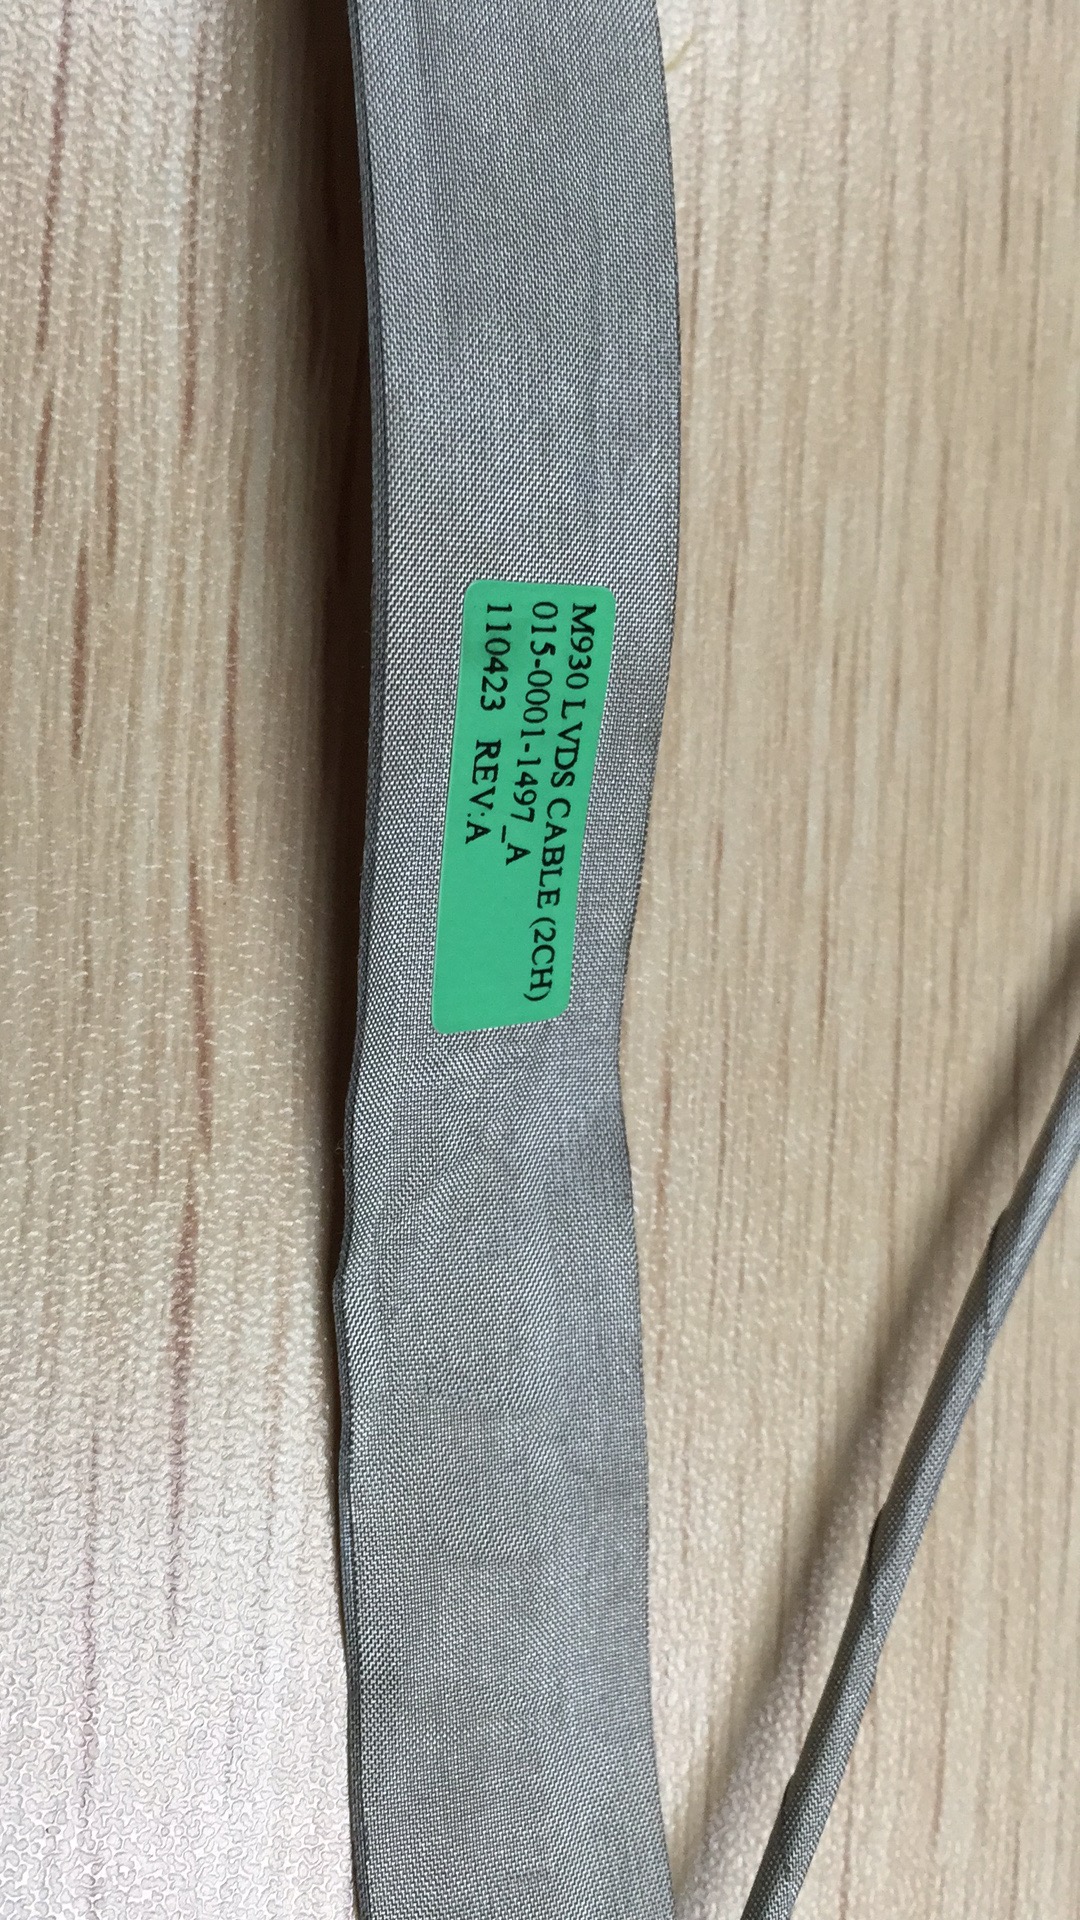 M930 LVDS CABLE (2CH)
015-0001-1497_A
110423 REV:A